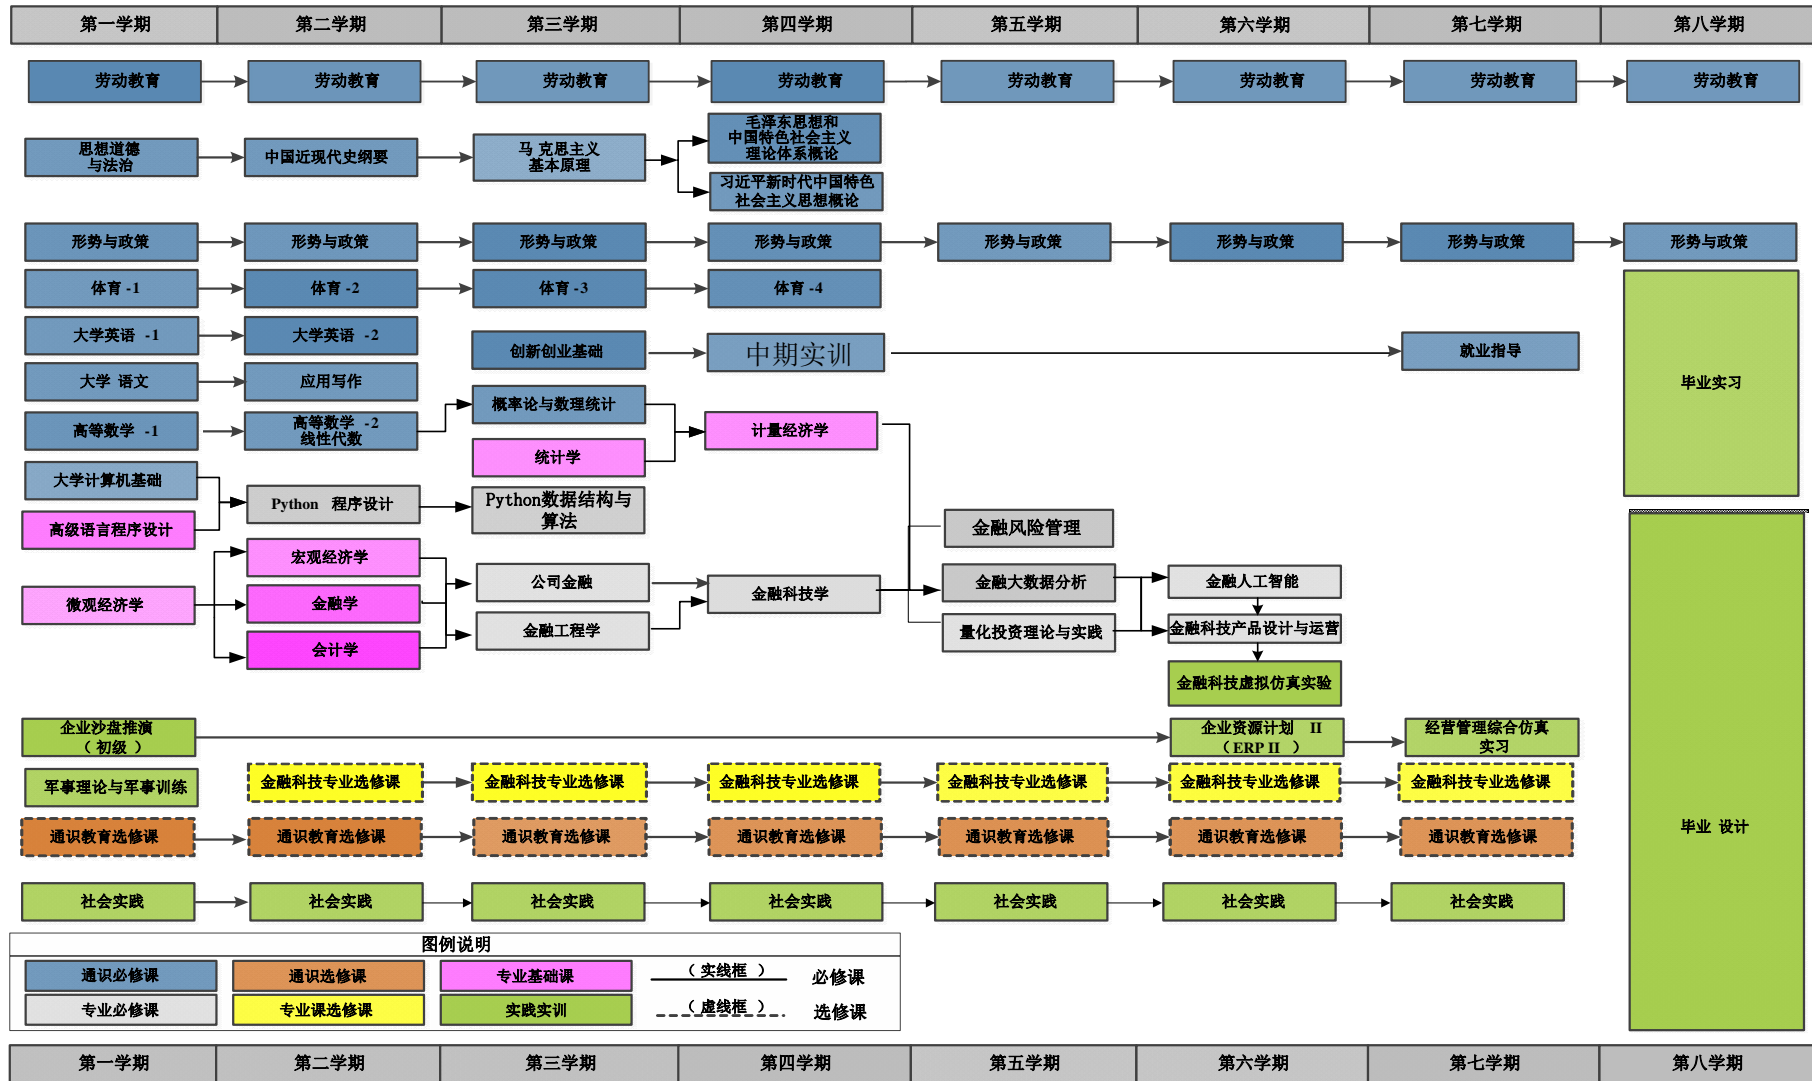 第一学期 第二学期 第三学期 第四学期 第五学期 第六学期 第七学期 第八学期
劳动教育 劳动教育 劳动教育 劳动教育 劳动教育 劳动教育 劳动教育 劳动教育
思想道德
与法治
中国近现代史纲要
马 克思主义
基本原理
毛泽东思想和
中国特色社会主义
理论体系概论
习近平新时代中国特色
社会主义思想概论
形势与政策 形势与政策 形势与政策 形势与政策 形势与政策 形势与政策 形势与政策 形势与政策
体育 -1 体育 -2 体育 -3 体育 -4
大学英语 -1 大学英语 -2
创新创业基础 中期实训 就业指导
毕业实习
大学 语文 应用写作
高等数学 -1
高等数学 -2
线性代数
概率论与数理统计
统计学
计量经济学
大学计算机基础
高级语言程序设计
Python 程序设计
Python数据结构与
算法
微观经济学
宏观经济学
金融学
会计学
公司金融
金融工程学
金融科技学
金融风险管理
金融大数据分析
量化投资理论与实践
金融人工智能
金融科技产品设计与运营
金融科技虚拟仿真实验
企业沙盘推演
（ 初级 ）
企业资源计划 II
（ ERP II ）
经营管理综合仿真
实习
军事理论与军事训练
金融科技专业选修课 金融科技专业选修课 金融科技专业选修课 金融科技专业选修课 金融科技专业选修课 金融科技专业选修课
通识教育选修课 通识教育选修课 通识教育选修课 通识教育选修课 通识教育选修课 通识教育选修课 通识教育选修课
毕业 设计
社会实践 社会实践 社会实践 社会实践 社会实践 社会实践 社会实践
图例说明
通识必修课 通识选修课 专业基础课 （ 实线框 ） 必修课
专业必修课 专业课选修课 实践实训 （ 虚线框 ） 选修课
第一学期 第二学期 第三学期 第四学期 第五学期 第六学期 第七学期 第八学期